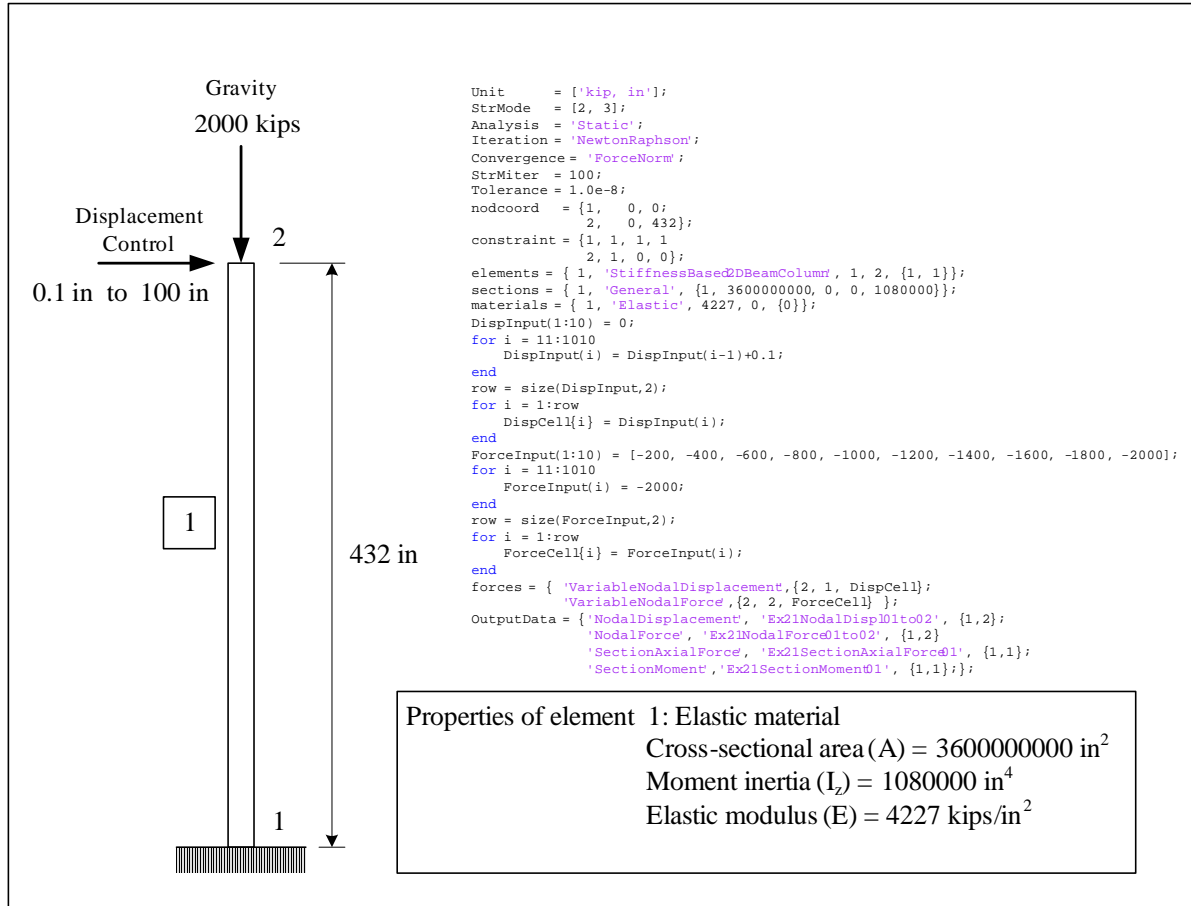 Gravity
2000 kips
Displacement
Control
0.1 in to 100 in
2
1
432 in
1
Unit      = ['kip, in'];
StrMode   = [2, 3];
Analysis  = 'Static';
Iteration = 'NewtonRaphson';
Convergence = 'ForceNorm';
StrMiter  = 100;
Tolerance = 1.0e-8;
nodcoord   = {1,   0, 0;
2,   0, 432};
constraint = {1, 1, 1, 1
2, 1, 0, 0};
elements = { 1, 'StiffnessBased2DBeamColumn', 1, 2, {1, 1}};
sections = { 1, 'General', {1, 3600000000, 0, 0, 1080000}};
materials = { 1, 'Elastic', 4227, 0, {0}};
DispInput(1:10) = 0;
for i = 11:1010
DispInput(i) = DispInput(i-1)+0.1;
end
row = size(DispInput,2);
for i = 1:row
DispCell{i} = DispInput(i);
end
ForceInput(1:10) = [-200, -400, -600, -800, -1000, -1200, -1400, -1600, -1800, -2000];
for i = 11:1010
ForceInput(i) = -2000;
end
row = size(ForceInput,2);
for i = 1:row
ForceCell{i} = ForceInput(i);
end
forces = { 'VariableNodalDisplacement',{2, 1, DispCell};
'VariableNodalForce',{2, 2, ForceCell} };
OutputData = {'NodalDisplacement', 'Ex21NodalDispl01to02', {1,2};
'NodalForce', 'Ex21NodalForce01to02', {1,2}
'SectionAxialForce', 'Ex21SectionAxialForce01', {1,1};
'SectionMoment','Ex21SectionMoment01', {1,1};};
Properties of element 1: Elastic material
Cross-sectional area (A) = 3600000000 in²
Moment inertia (I_z) = 1080000 in⁴
Elastic modulus (E) = 4227 kips/in²